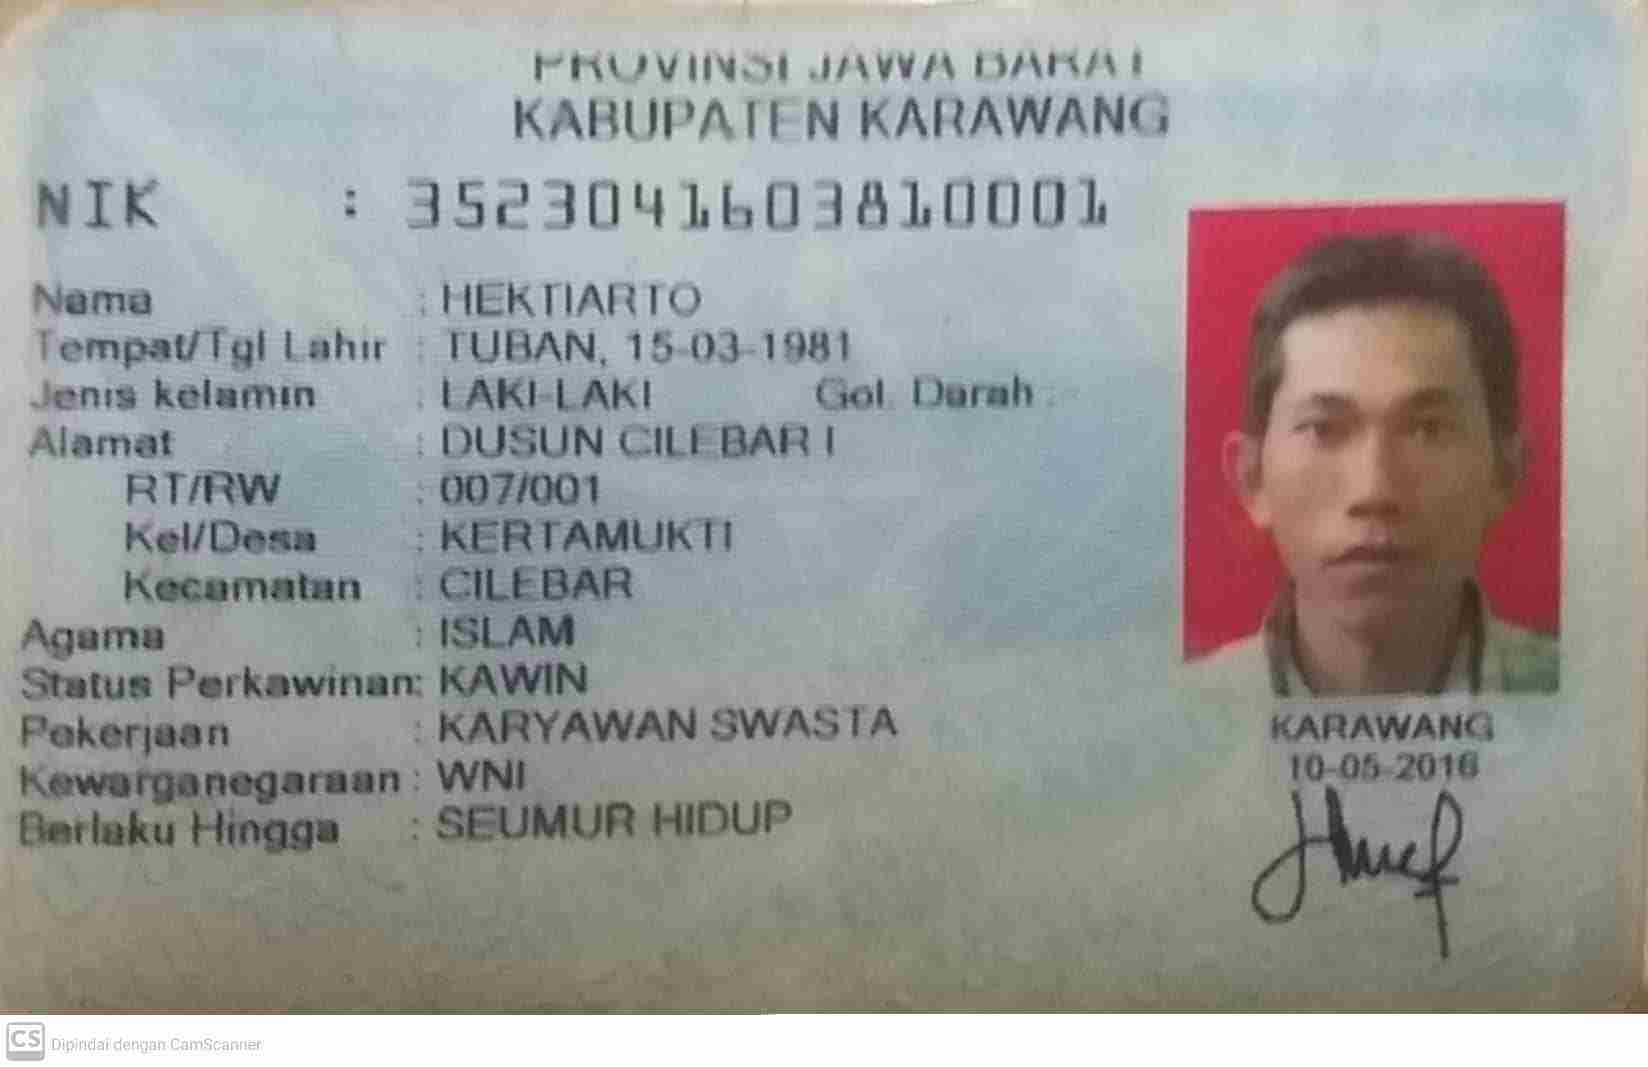 PROVINSI JAWA BARAT
KABUPATEN KARAWANG
NIK : 3523041603810001
Nama : HEKTIARTO
Tempat/Tgl Lahir : TUBAN, 15-03-1981
Jenis kelamin : LAKI-LAKI Gol. Darah :
Alamat : DUSUN CILEBAR I
RT/RW : 007/001
Kel/Desa : KERTAMUKTI
Kecamatan : CILEBAR
Agama : ISLAM
Status Perkawinan: KAWIN
Pekerjaan : KARYAWAN SWASTA
Kewarganegaraan : WNI
Berlaku Hingga : SEUMUR HIDUP
KARAWANG
10-05-2016
CS Dipindai dengan CamScanner